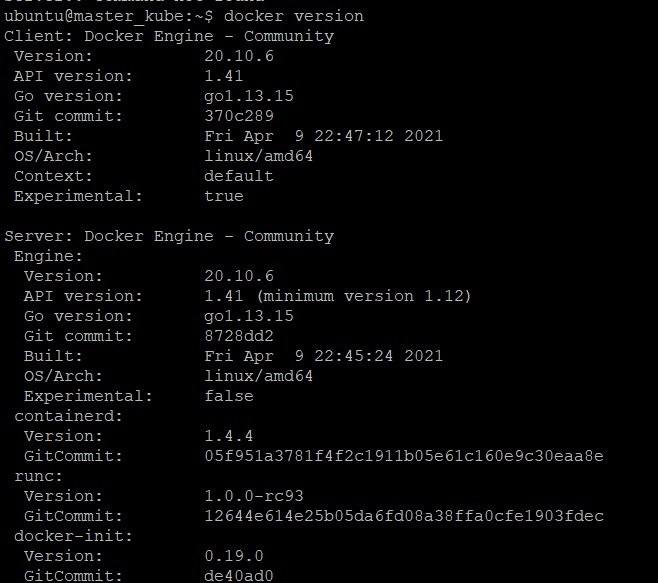 ubuntu@master_kube:~$ docker version
Client: Docker Engine - Community
Version: 20.10.6
API version: 1.41
Go version: go1.13.15
Git commit: 370c289
Built: Fri Apr  9 22:47:12 2021
OS/Arch: linux/amd64
Context: default
Experimental: true
Server: Docker Engine - Community
Engine:
Version: 20.10.6
API version: 1.41 (minimum version 1.12)
Go version: go1.13.15
Git commit: 8728dd2
Built: Fri Apr  9 22:45:24 2021
OS/Arch: linux/amd64
Experimental: false
containerd:
Version: 1.4.4
GitCommit: 05f951a3781f4f2c1911b05e61c160e9c30eaa8e
runc:
Version: 1.0.0-rc93
GitCommit: 12644e614e25b05da6fd08a38ffa0cfe1903fdec
docker-init:
Version: 0.19.0
GitCommit: de40ad0